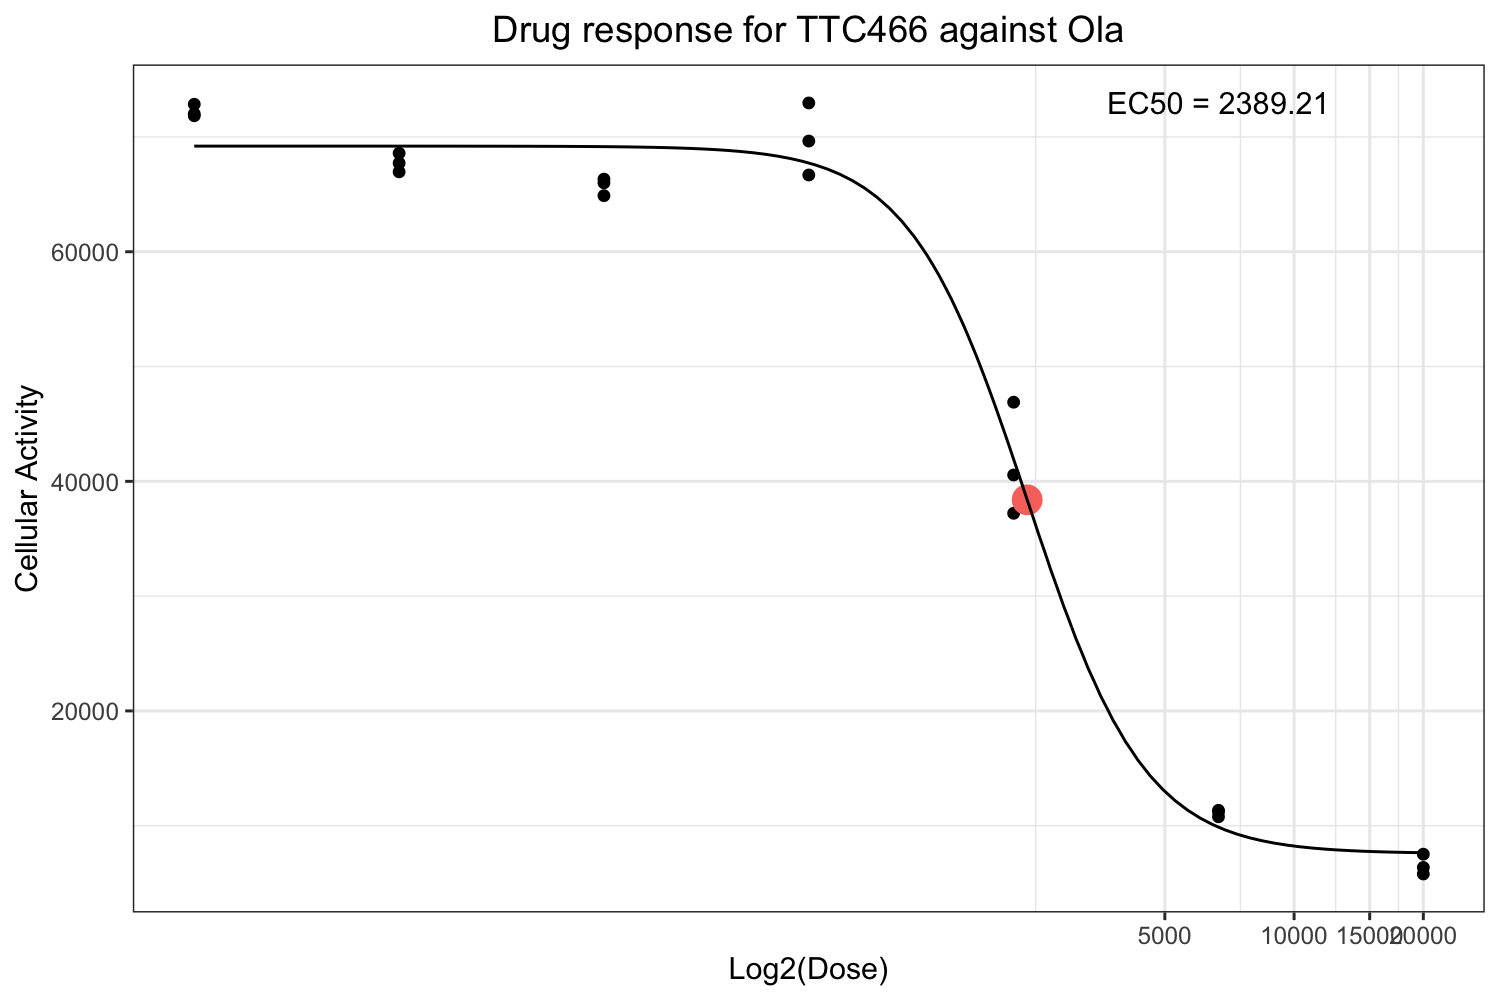 Drug response for TTC466 against Ola
EC50 = 2389.21
60000
40000
20000
Cellular Activity
5000 10000 15000 20000
Log2(Dose)